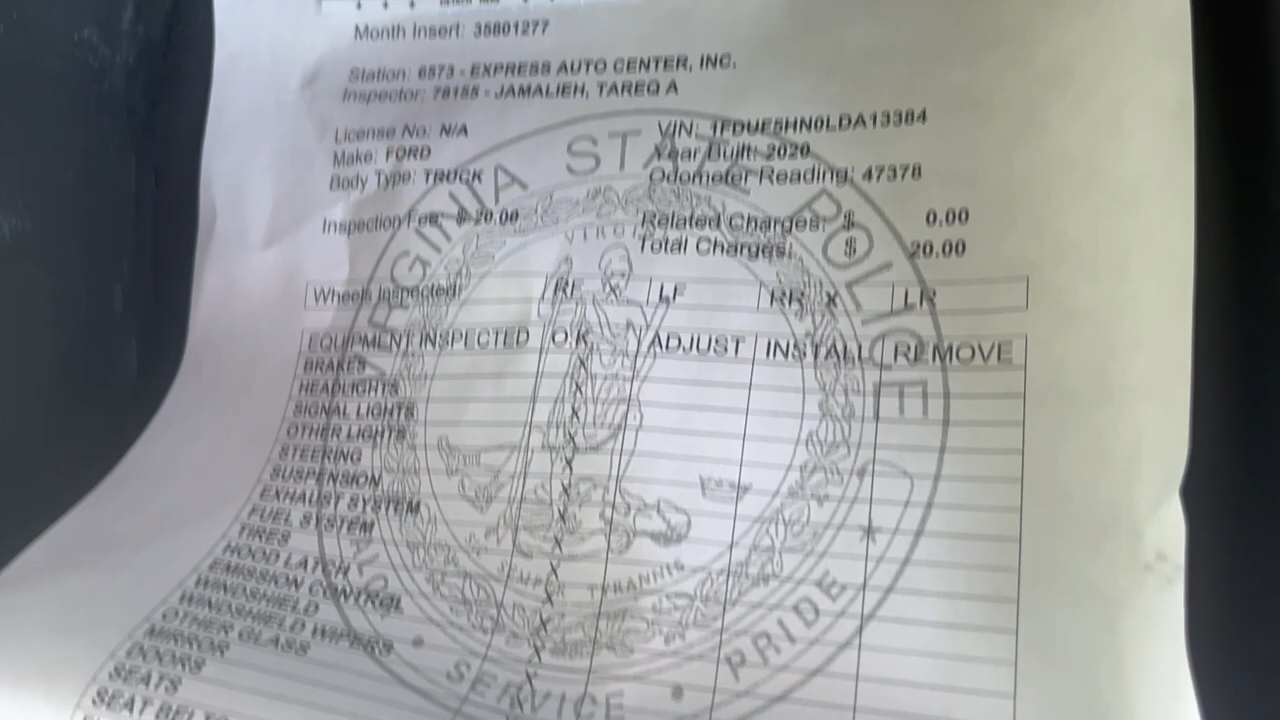 Month Insert: 35801277
Station: 6573 - EXPRESS AUTO CENTER, INC.
Inspector: 78155 - JAMALIEH, TAREQ A
License No: N/A
VIN: 1FDUF5HN0LDA13384
Make: FORD
Year Built: 2020
Body Type: TRUCK
Odometer Reading: 47378
Inspection Fee: $ 20.00
Related Charges: $ 0.00
Total Charges: $ 20.00
Wheels Inspected: RF X LF RR X LR
EQUIPMENT INSPECTED O.K. ADJUST INSTALL REMOVE
BRAKES X
HEADLIGHTS X
SIGNAL LIGHTS X
OTHER LIGHTS X
STEERING X
SUSPENSION X
EXHAUST SYSTEM X
FUEL SYSTEM X
TIRES X
HOOD LATCH X
EMISSION CONTROL X
WINDSHIELD X
WINDSHIELD WIPERS X
OTHER GLASS X
MIRROR X
DOORS X
SEATS X
VIRGINIA STATE POLICE
TYRANNIS
VALOR • SERVICE • PRIDE